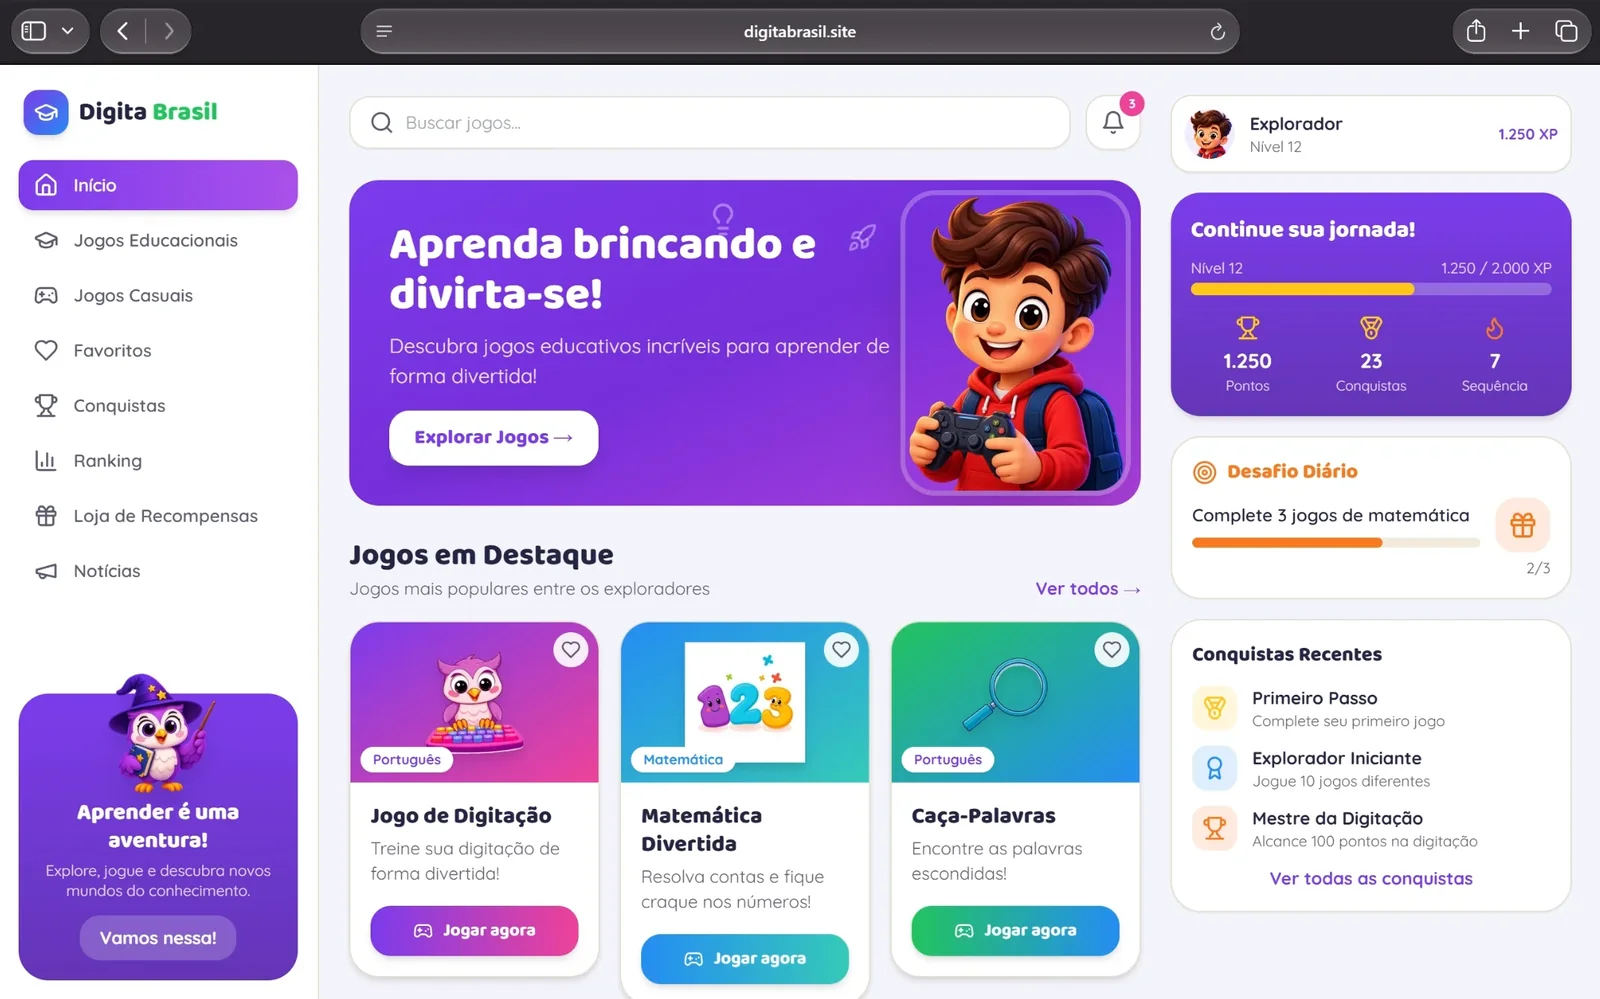 digitabrasil.site
Digita Brasil
Início
Jogos Educacionais
Jogos Casuais
Favoritos
Conquistas
Ranking
Loja de Recompensas
Notícias
Aprender é uma
aventura!
Explore, jogue e descubra novos
mundos do conhecimento.
Vamos nessa!
Buscar jogos...
3
Aprenda brincando e
divirta-se!
Descubra jogos educativos incríveis para aprender de
forma divertida!
Explorar Jogos →
Jogos em Destaque
Jogos mais populares entre os exploradores
Ver todos →
Português
Jogo de Digitação
Treine sua digitação de
forma divertida!
Jogar agora
123
Matemática
Matemática
Divertida
Resolva contas e fique
craque nos números!
Jogar agora
Português
Caça-Palavras
Encontre as palavras
escondidas!
Jogar agora
Explorador
Nível 12
1.250 XP
Continue sua jornada!
Nível 12
1.250 / 2.000 XP
1.250
Pontos
23
Conquistas
7
Sequência
Desafio Diário
Complete 3 jogos de matemática
2/3
Conquistas Recentes
Primeiro Passo
Complete seu primeiro jogo
Explorador Iniciante
Jogue 10 jogos diferentes
Mestre da Digitação
Alcance 100 pontos na digitação
Ver todas as conquistas